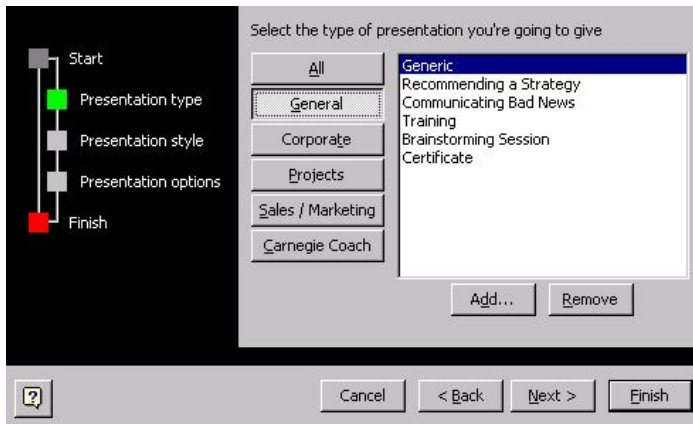 Select the type of presentation you're going to give
Start
Presentation type
Presentation style
Presentation options
Finish
All
General
Corporate
Projects
Sales / Marketing
Carnegie Coach
Generic
Recommending a Strategy
Communicating Bad News
Training
Brainstorming Session
Certificate
Add...
Remove
?
Cancel
< Back
Next >
Finish